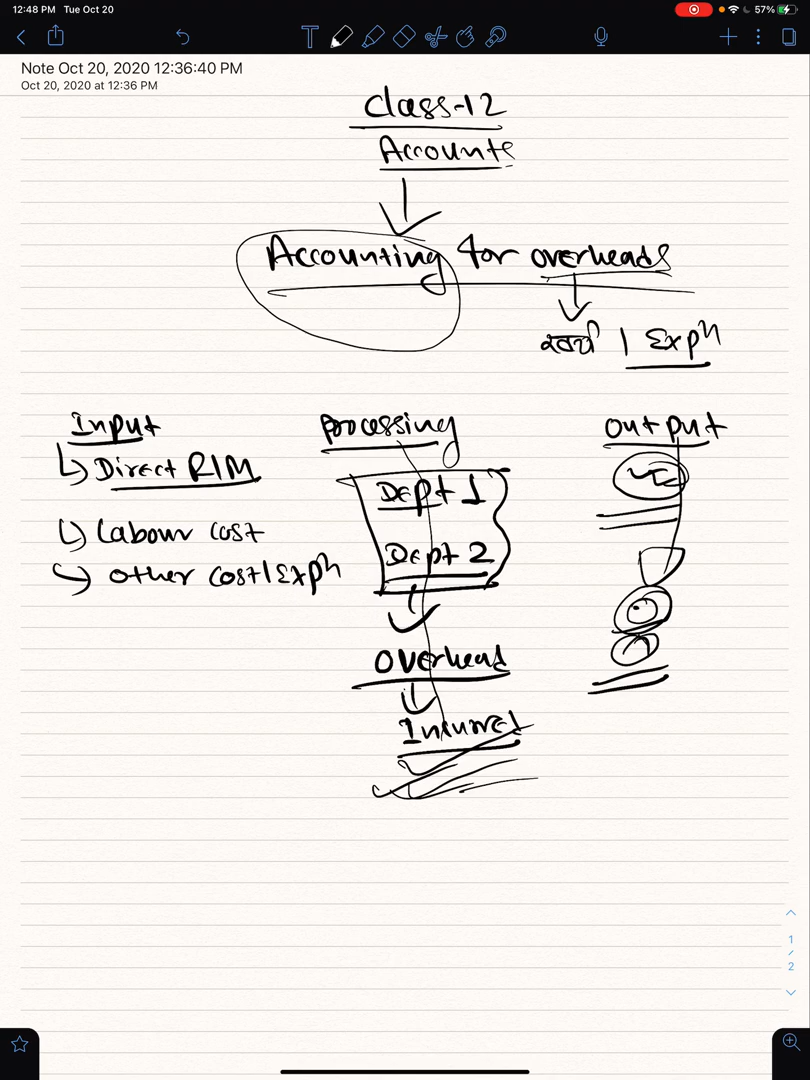 12:48 PM Tue Oct 20 57%
Note Oct 20, 2020 12:36:40 PM
Oct 20, 2020 at 12:36 PM
Class-12
Accounts
Accounting for overheads
खर्चा / Expn
Input
Direct R/M
Labour cost
Other cost/Expn
Processing
Dept 1
Dept 2
Overhead
Incurred
Output
1
2